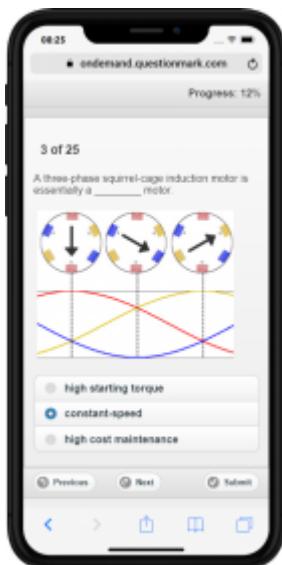 08:25
ondemand.questionmark.com
Progress: 12%
3 of 25
A three-phase squirrel-cage induction motor is
essentially a ________ motor.
high starting torque
constant-speed
high cost maintenance
Previous
Next
Submit